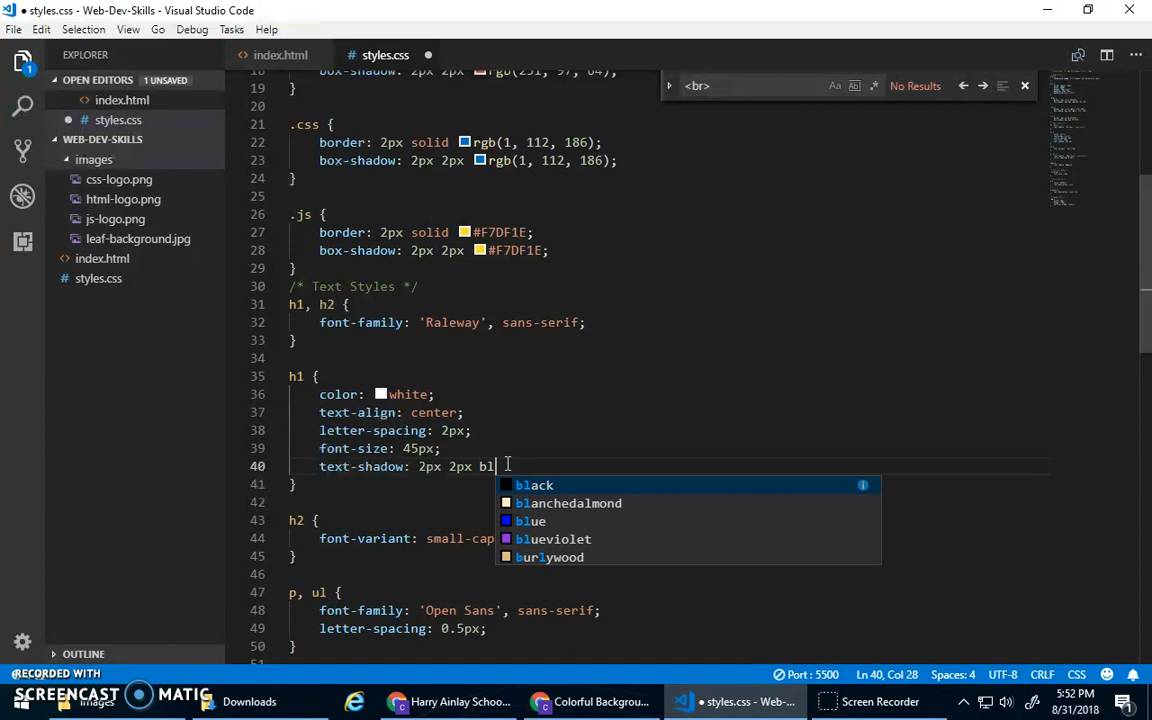 ● styles.css - Web-Dev-Skills - Visual Studio Code
File Edit Selection View Go Debug Tasks Help
EXPLORER
<> index.html
# styles.css ●
1
OPEN EDITORS 1 UNSAVED
<> index.html
● # styles.css
WEB-DEV-SKILLS
images
css-logo.png
html-logo.png
js-logo.png
leaf-background.jpg
<> index.html
# styles.css
OUTLINE
<br> Aa Abl .* No Results
18 box-shadow: 2px 2px rgb(251, 97, 64);
19 }
20
21 .css {
22 border: 2px solid rgb(1, 112, 186);
23 box-shadow: 2px 2px rgb(1, 112, 186);
24 }
25
26 .js {
27 border: 2px solid #F7DF1E;
28 box-shadow: 2px 2px #F7DF1E;
29 }
30 /* Text Styles */
31 h1, h2 {
32 font-family: 'Raleway', sans-serif;
33 }
34
35 h1 {
36 color: white;
37 text-align: center;
38 letter-spacing: 2px;
39 font-size: 45px;
40 text-shadow: 2px 2px bl
41 }
black
blanchedalmond
blue
blueviolet
burlywood
42
43 h2 {
44 font-variant: small-cap
45 }
46
47 p, ul {
48 font-family: 'Open Sans', sans-serif;
49 letter-spacing: 0.5px;
50 }
51
Port : 5500 Ln 40, Col 28 Spaces: 4 UTF-8 CRLF CSS
RECORDED WITH
SCREENCAST MATIC
Images
Downloads
Harry Ainlay Schoo...
Colorful Backgroun...
● styles.css - Web-...
Screen Recorder
5:52 PM
8/31/2018
1